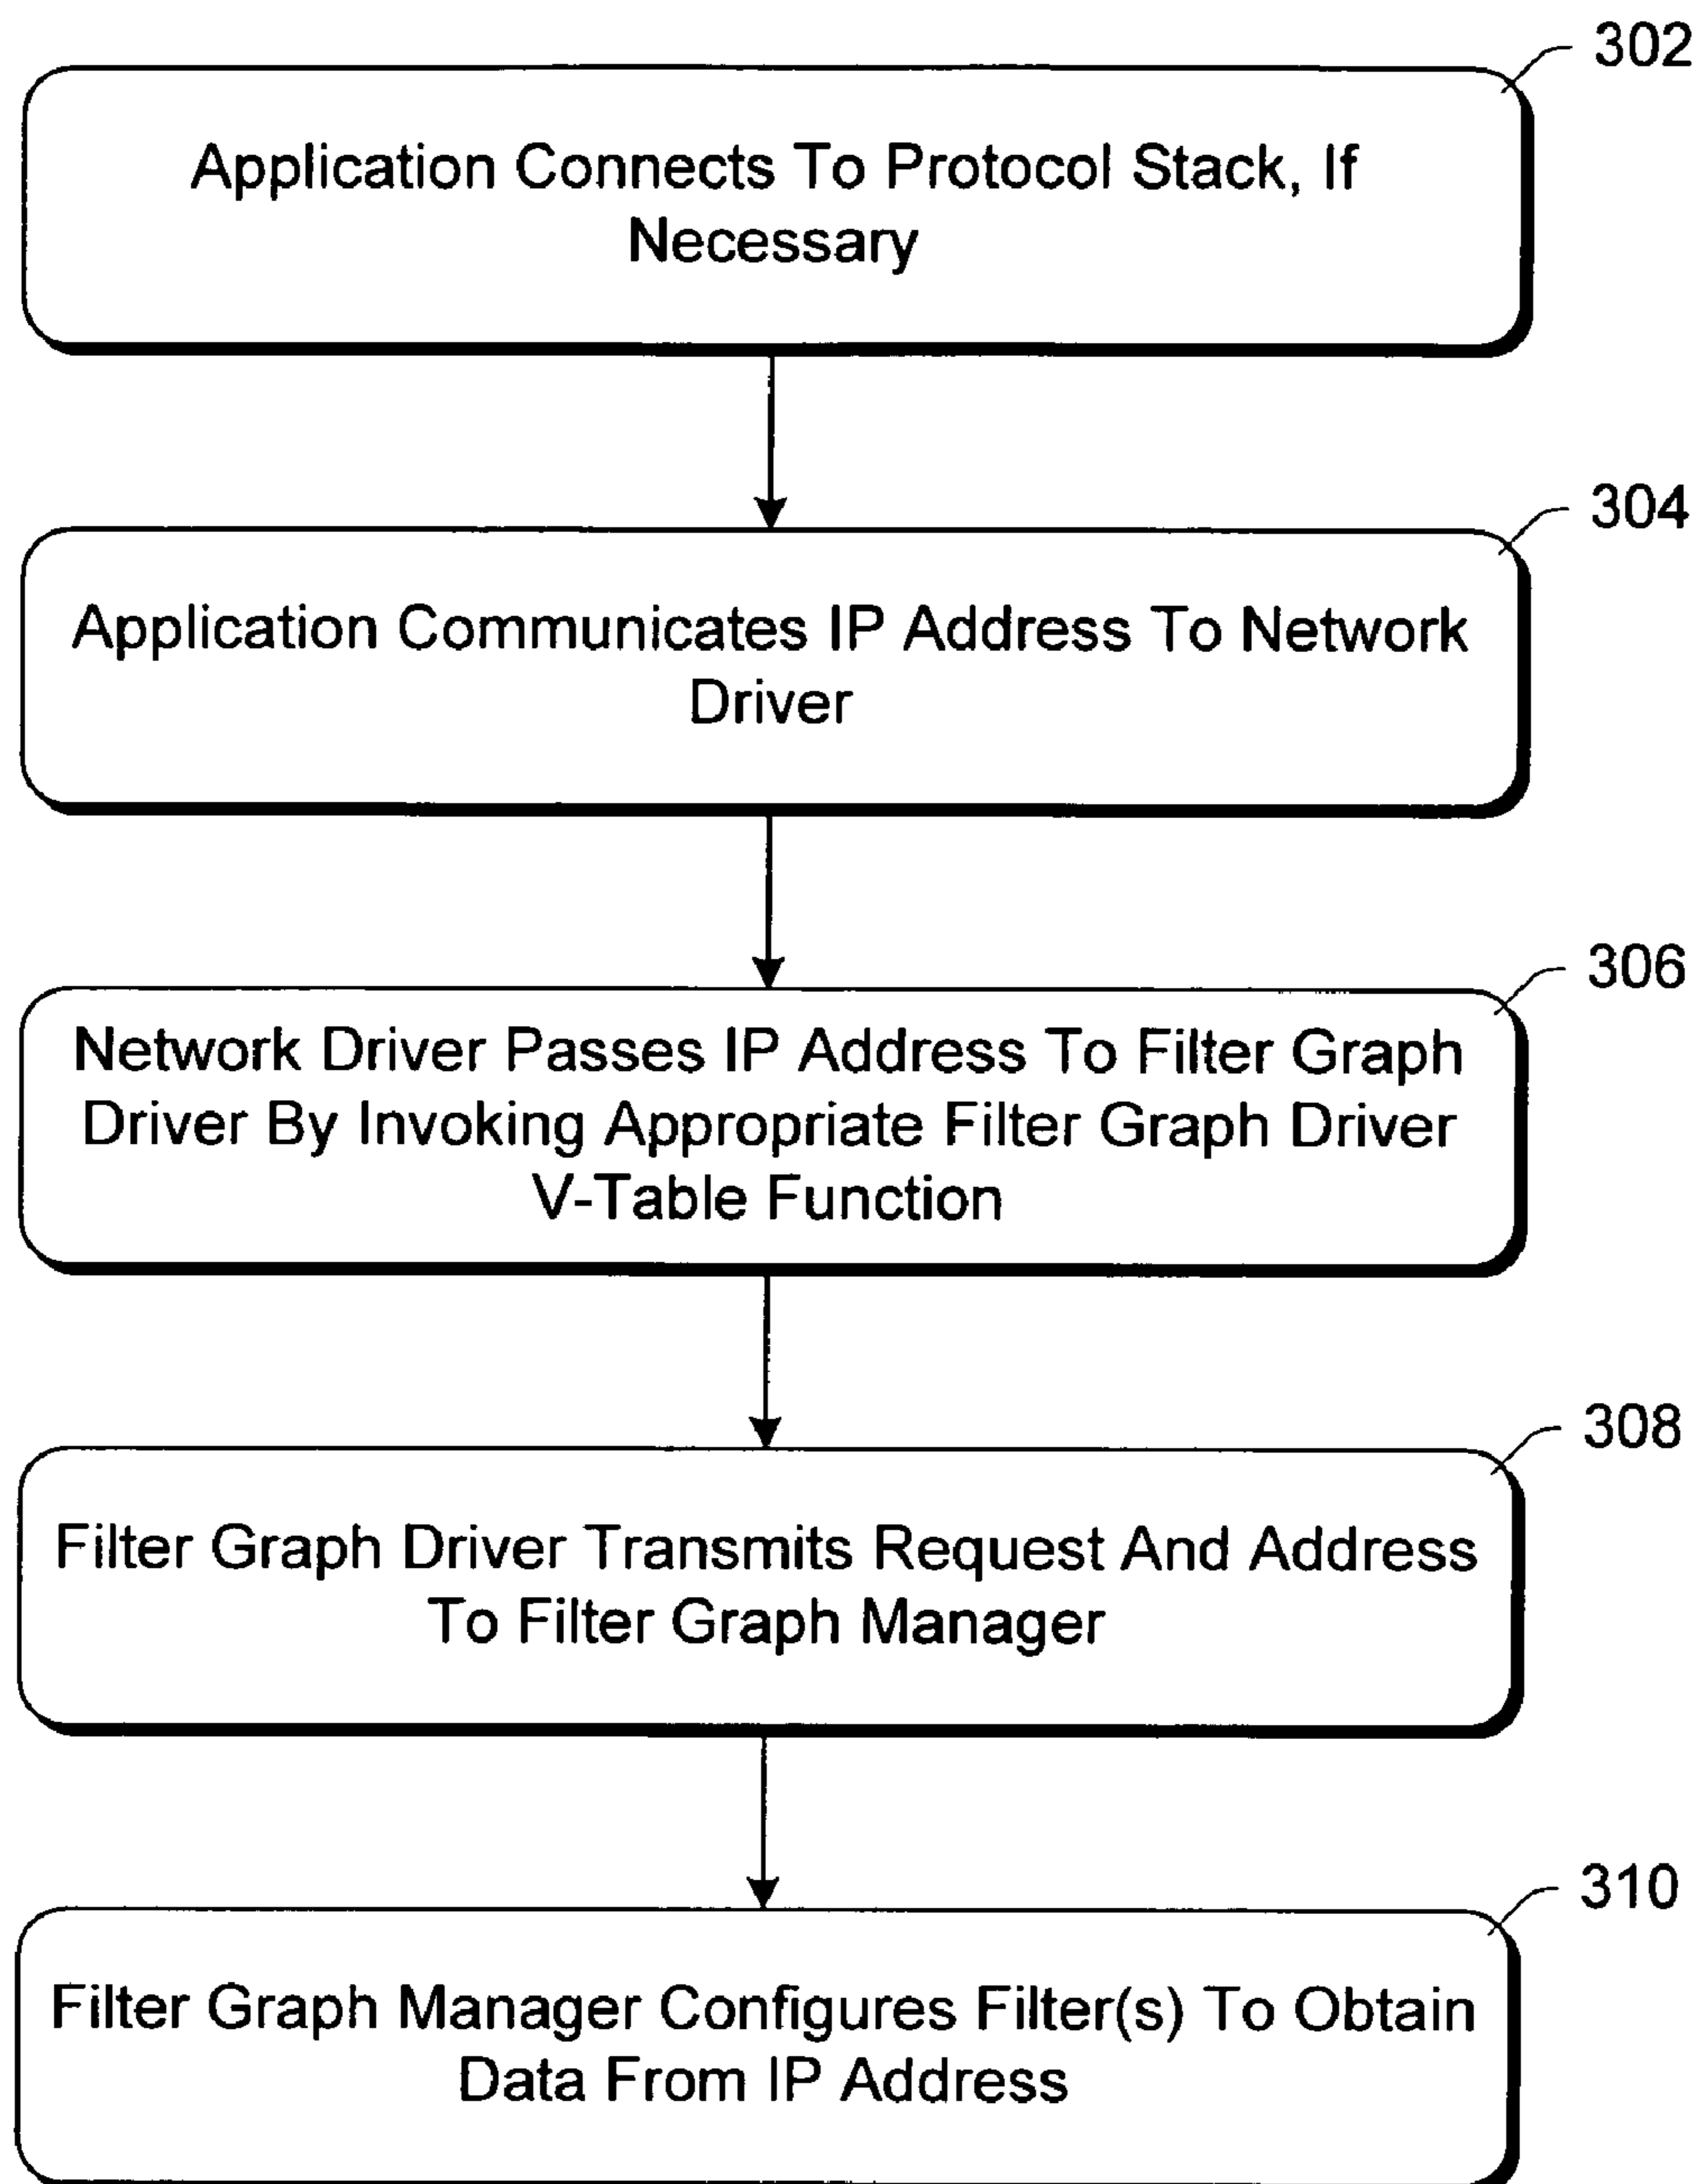 302
Application Connects To Protocol Stack, If
Necessary
304
Application Communicates IP Address To Network
Driver
306
Network Driver Passes IP Address To Filter Graph
Driver By Invoking Appropriate Filter Graph Driver
V-Table Function
308
Filter Graph Driver Transmits Request And Address
To Filter Graph Manager
310
Filter Graph Manager Configures Filter(s) To Obtain
Data From IP Address